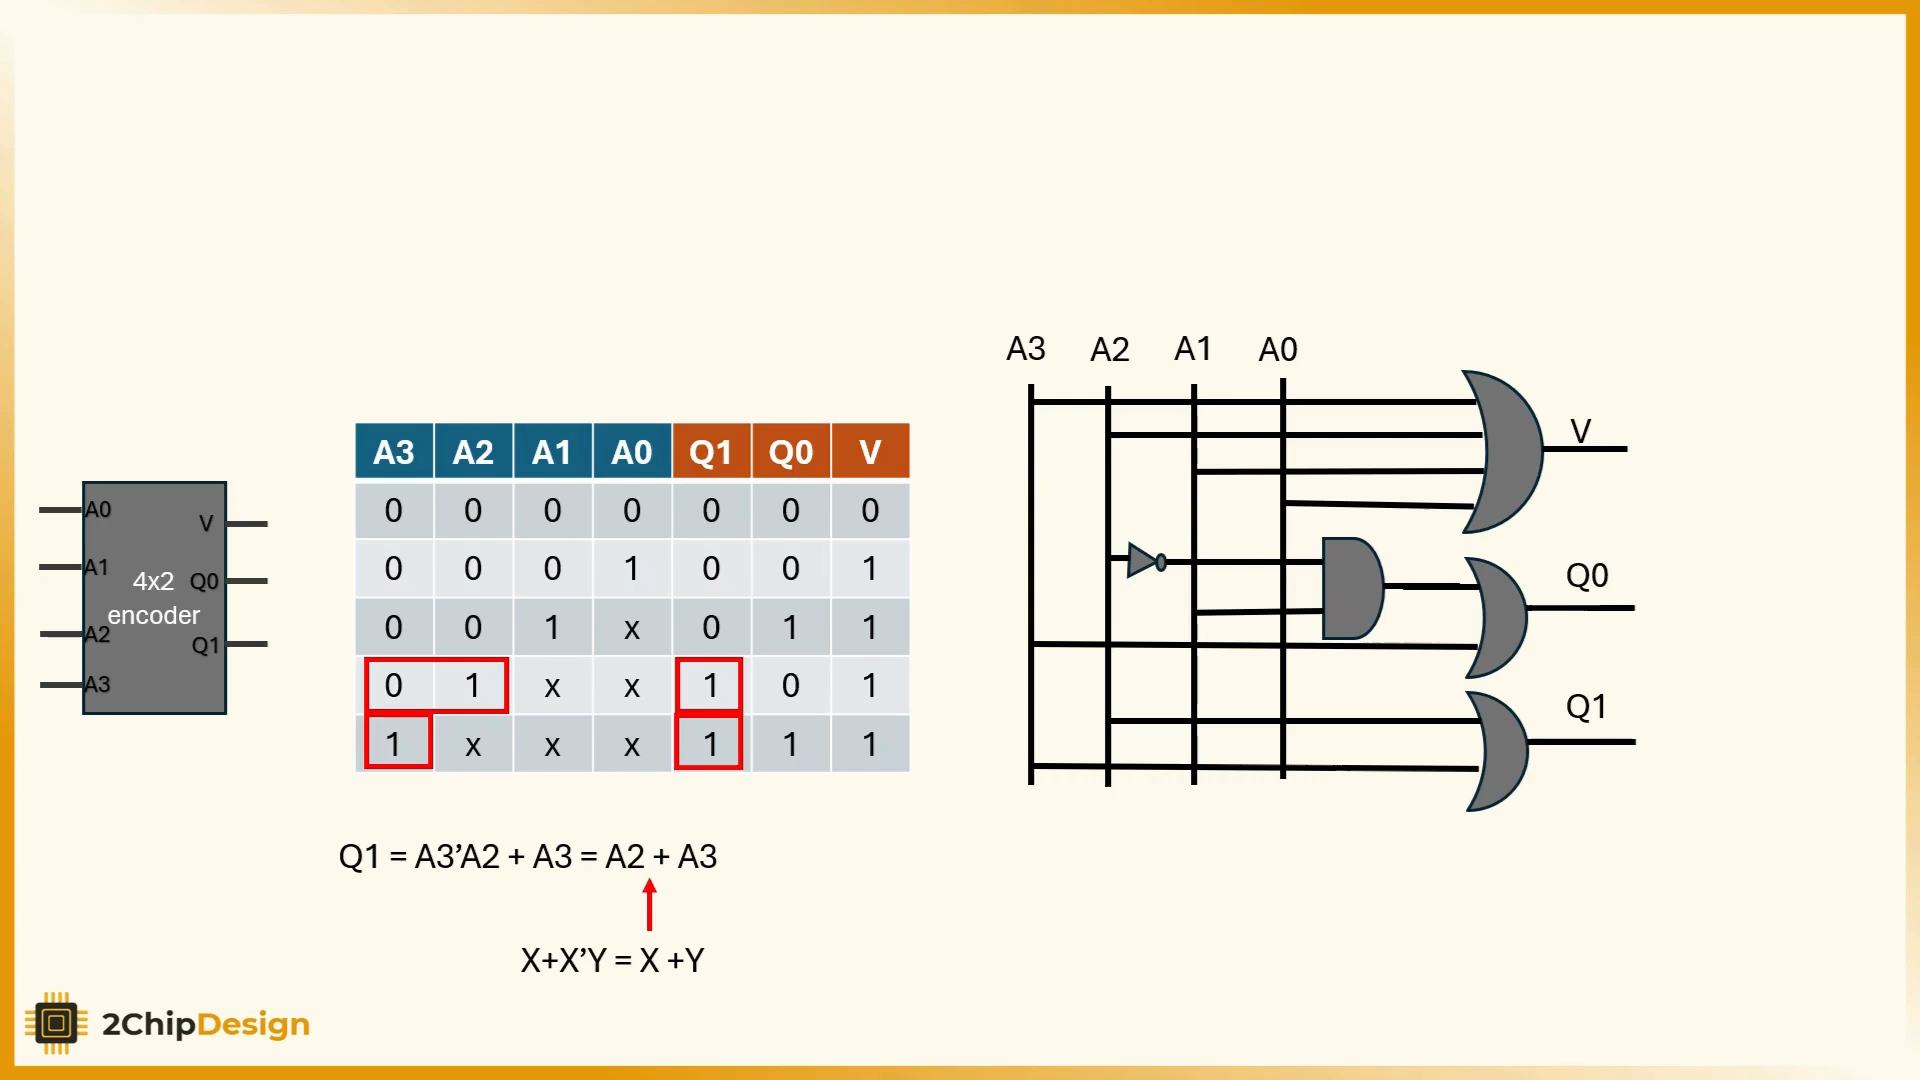 A0
A1
A2
A3
4x2
encoder
V
Q0
Q1
A3 A2 A1 A0 Q1 Q0 V
0 0 0 0 0 0 0
0 0 0 1 0 0 1
0 0 1 x 0 1 1
0 1 x x 1 0 1
1 x x x 1 1 1
Q1 = A3’A2 + A3 = A2 + A3
X+X’Y = X +Y
A3 A2 A1 A0
V
Q0
Q1
2ChipDesign